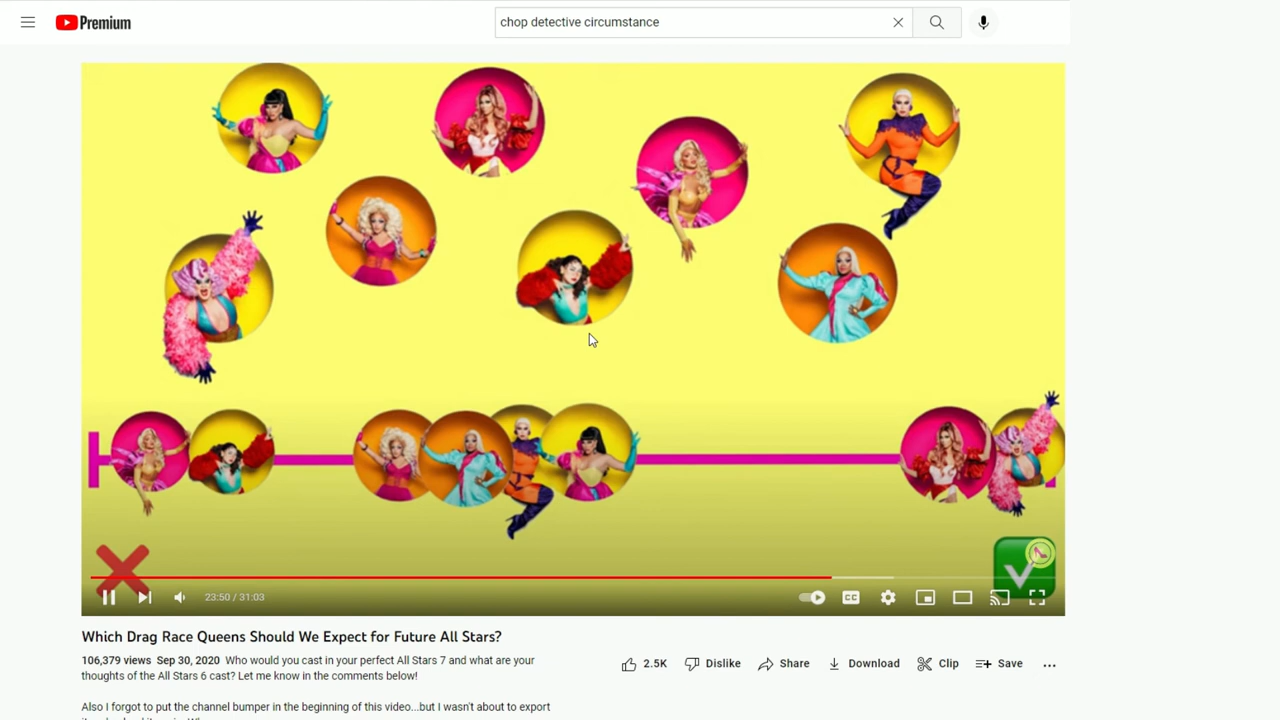 Premium
chop detective circumstance
23:50 / 31:03
CC
Which Drag Race Queens Should We Expect for Future All Stars?
106,379 views Sep 30, 2020 Who would you cast in your perfect All Stars 7 and what are your
thoughts of the All Stars 6 cast? Let me know in the comments below!
2.5K Dislike Share Download Clip Save
Also I forgot to put the channel bumper in the beginning of this video...but I wasn't about to export